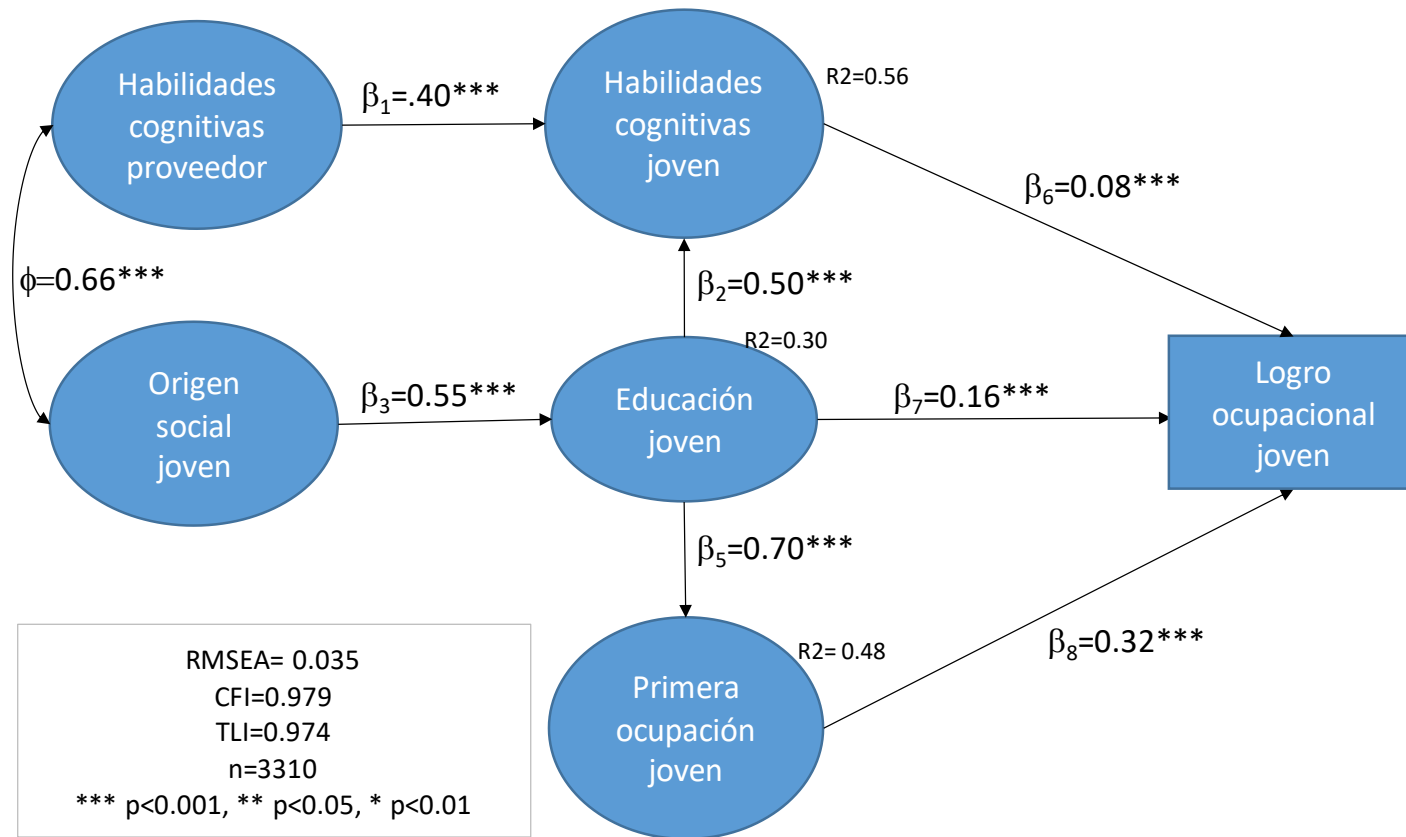 Habilidades
cognitivas
proveedor
β1=.40***
Habilidades
cognitivas
joven
R2=0.56
β6=0.08***
ϕ=0.66***
β2=0.50***
R2=0.30
Origen
social
joven
β3=0.55***
Educación
joven
β7=0.16***
Logro
ocupacional
joven
β5=0.70***
RMSEA= 0.035
CFI=0.979
TLI=0.974
n=3310
*** p<0.001, ** p<0.05, * p<0.01
Primera
ocupación
joven
R2= 0.48
β8=0.32***